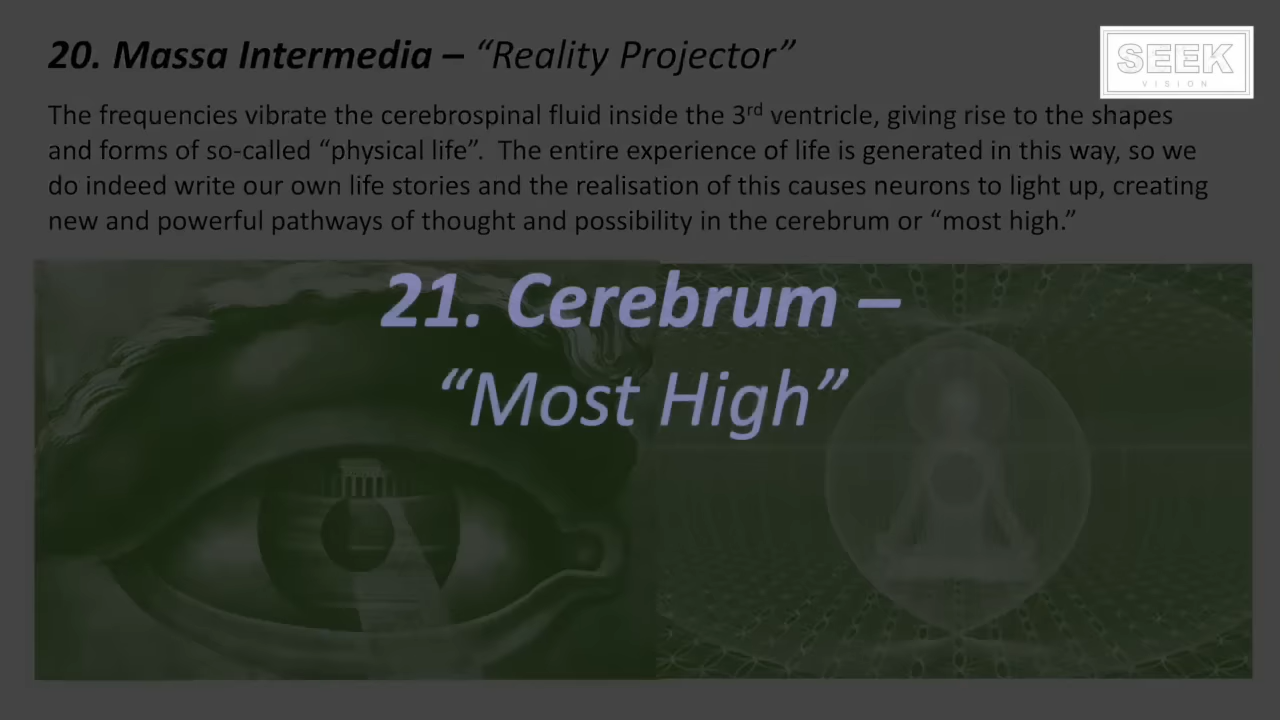 20. Massa Intermedia – “Reality Projector”
SEEK
VISION
The frequencies vibrate the cerebrospinal fluid inside the 3rd ventricle, giving rise to the shapes
and forms of so-called “physical life”.  The entire experience of life is generated in this way, so we
do indeed write our own life stories and the realisation of this causes neurons to light up, creating
new and powerful pathways of thought and possibility in the cerebrum or “most high.”
21. Cerebrum –
“Most High”